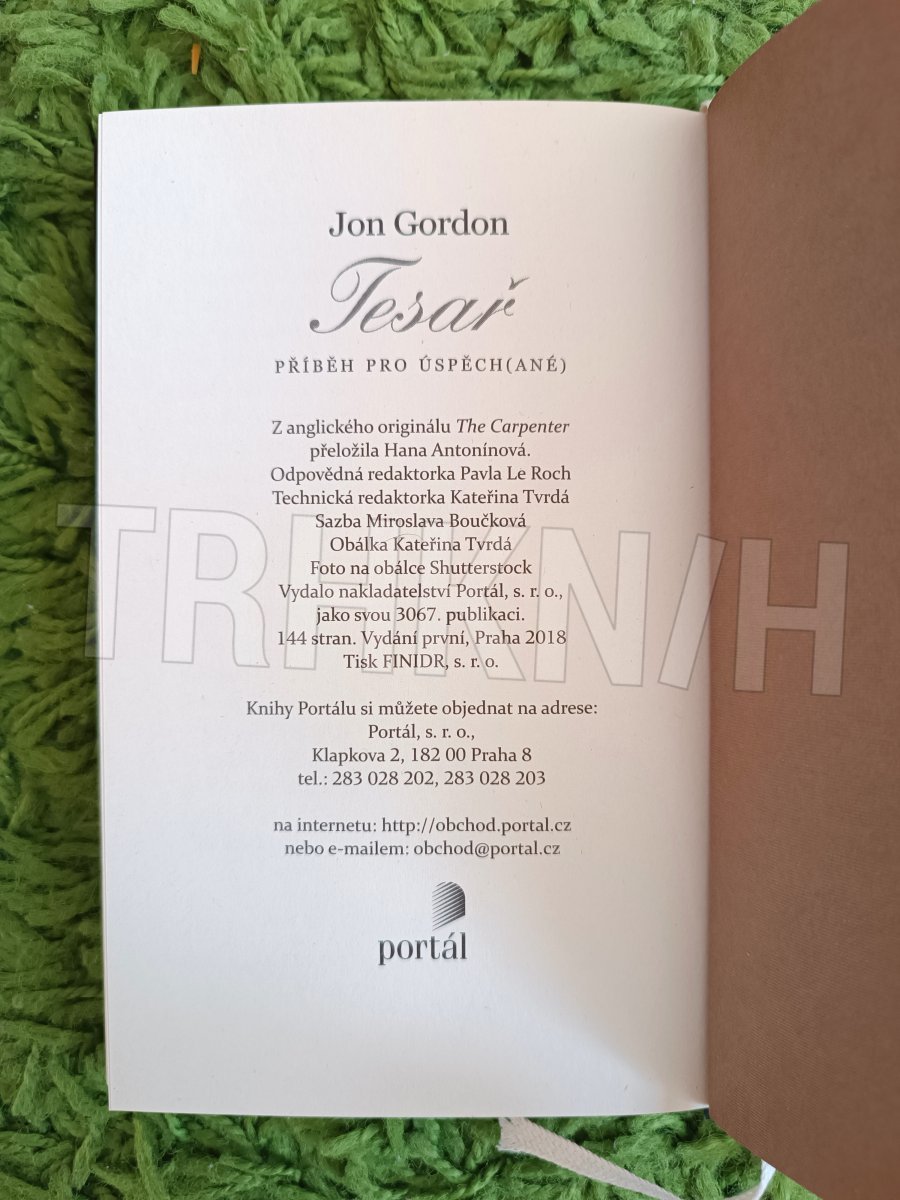 Jon Gordon
Tesař
PŘÍBĚH PRO ÚSPĚCH(ANÉ)
Z anglického originálu The Carpenter
přeložila Hana Antonínová.
Odpovědná redaktorka Pavla Le Roch
Technická redaktorka Kateřina Tvrdá
Sazba Miroslava Boučková
Obálka Kateřina Tvrdá
Foto na obálce Shutterstock
Vydalo nakladatelství Portál, s. r. o.,
jako svou 3067. publikaci.
144 stran. Vydání první, Praha 2018
Tisk FINIDR, s. r. o.
TRHKN/H
Knihy Portálu si můžete objednat na adrese:
Portál, s. r. o.,
Klapkova 2, 182 00 Praha 8
tel.: 283 028 202, 283 028 203
na internetu: http://obchod.portal.cz
nebo e-mailem: obchod@portal.cz
portál